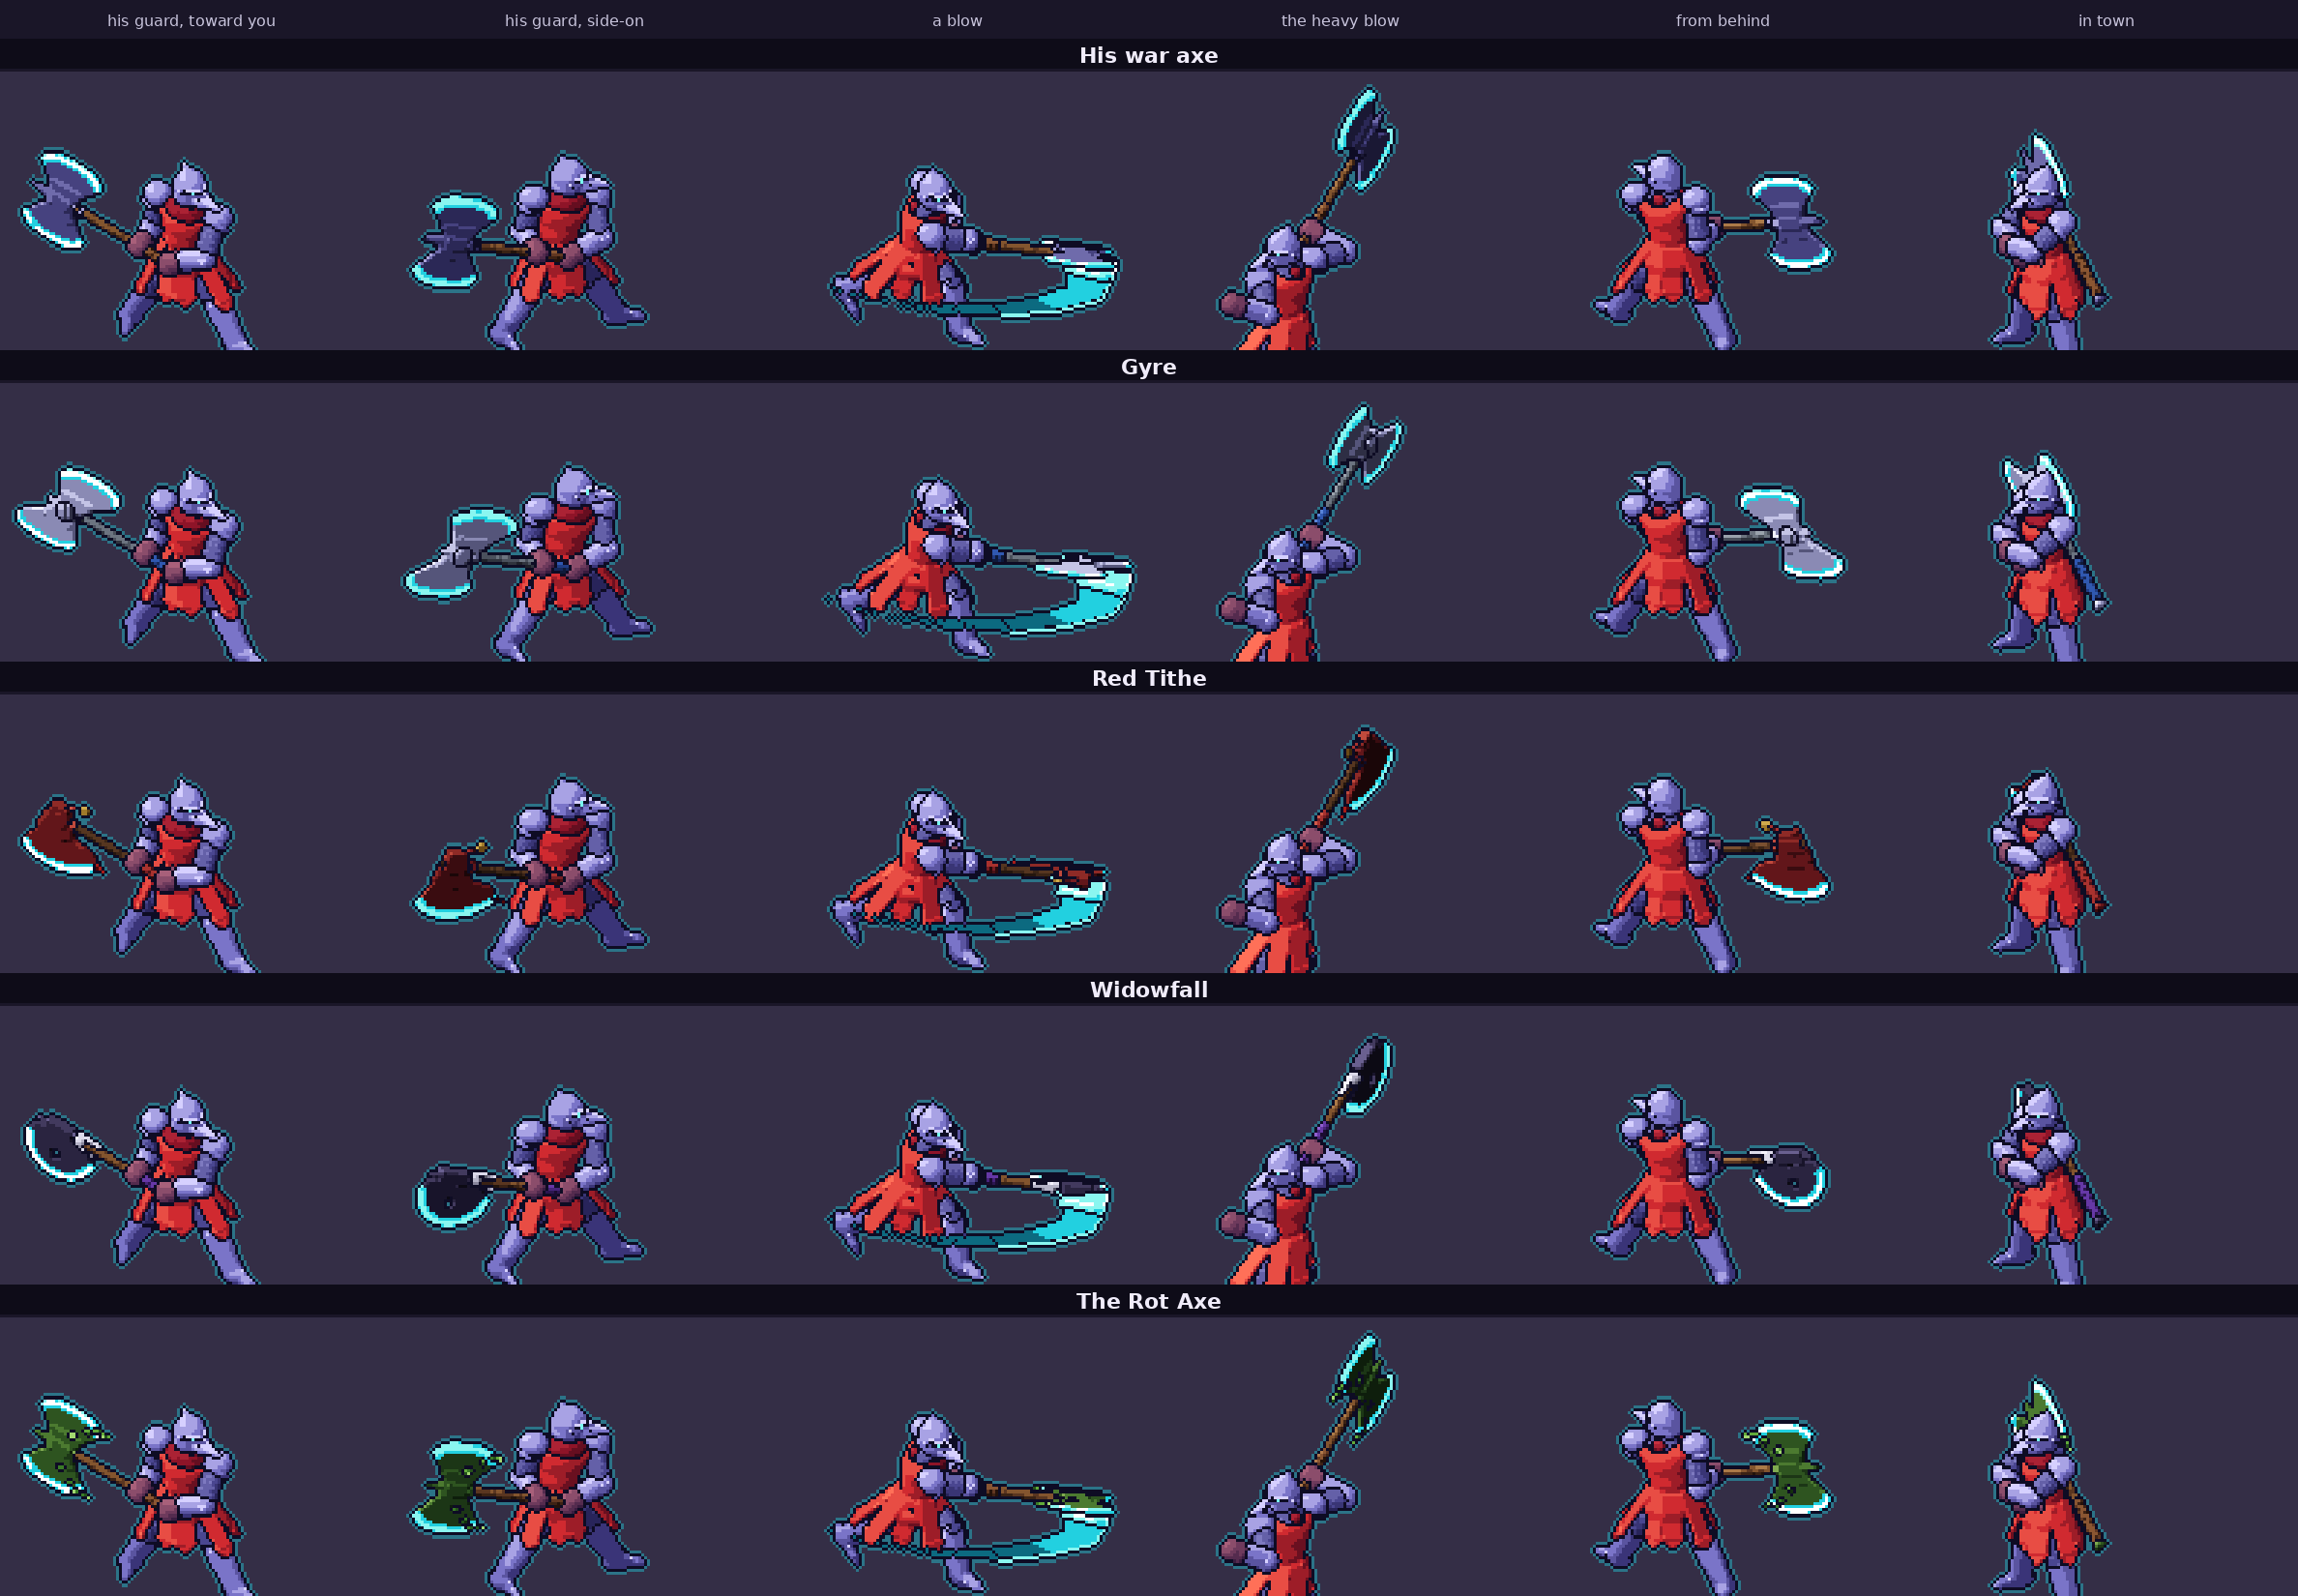 his guard, toward you
his guard, side-on
a blow
the heavy blow
from behind
in town
His war axe
Gyre
Red Tithe
Widowfall
The Rot Axe